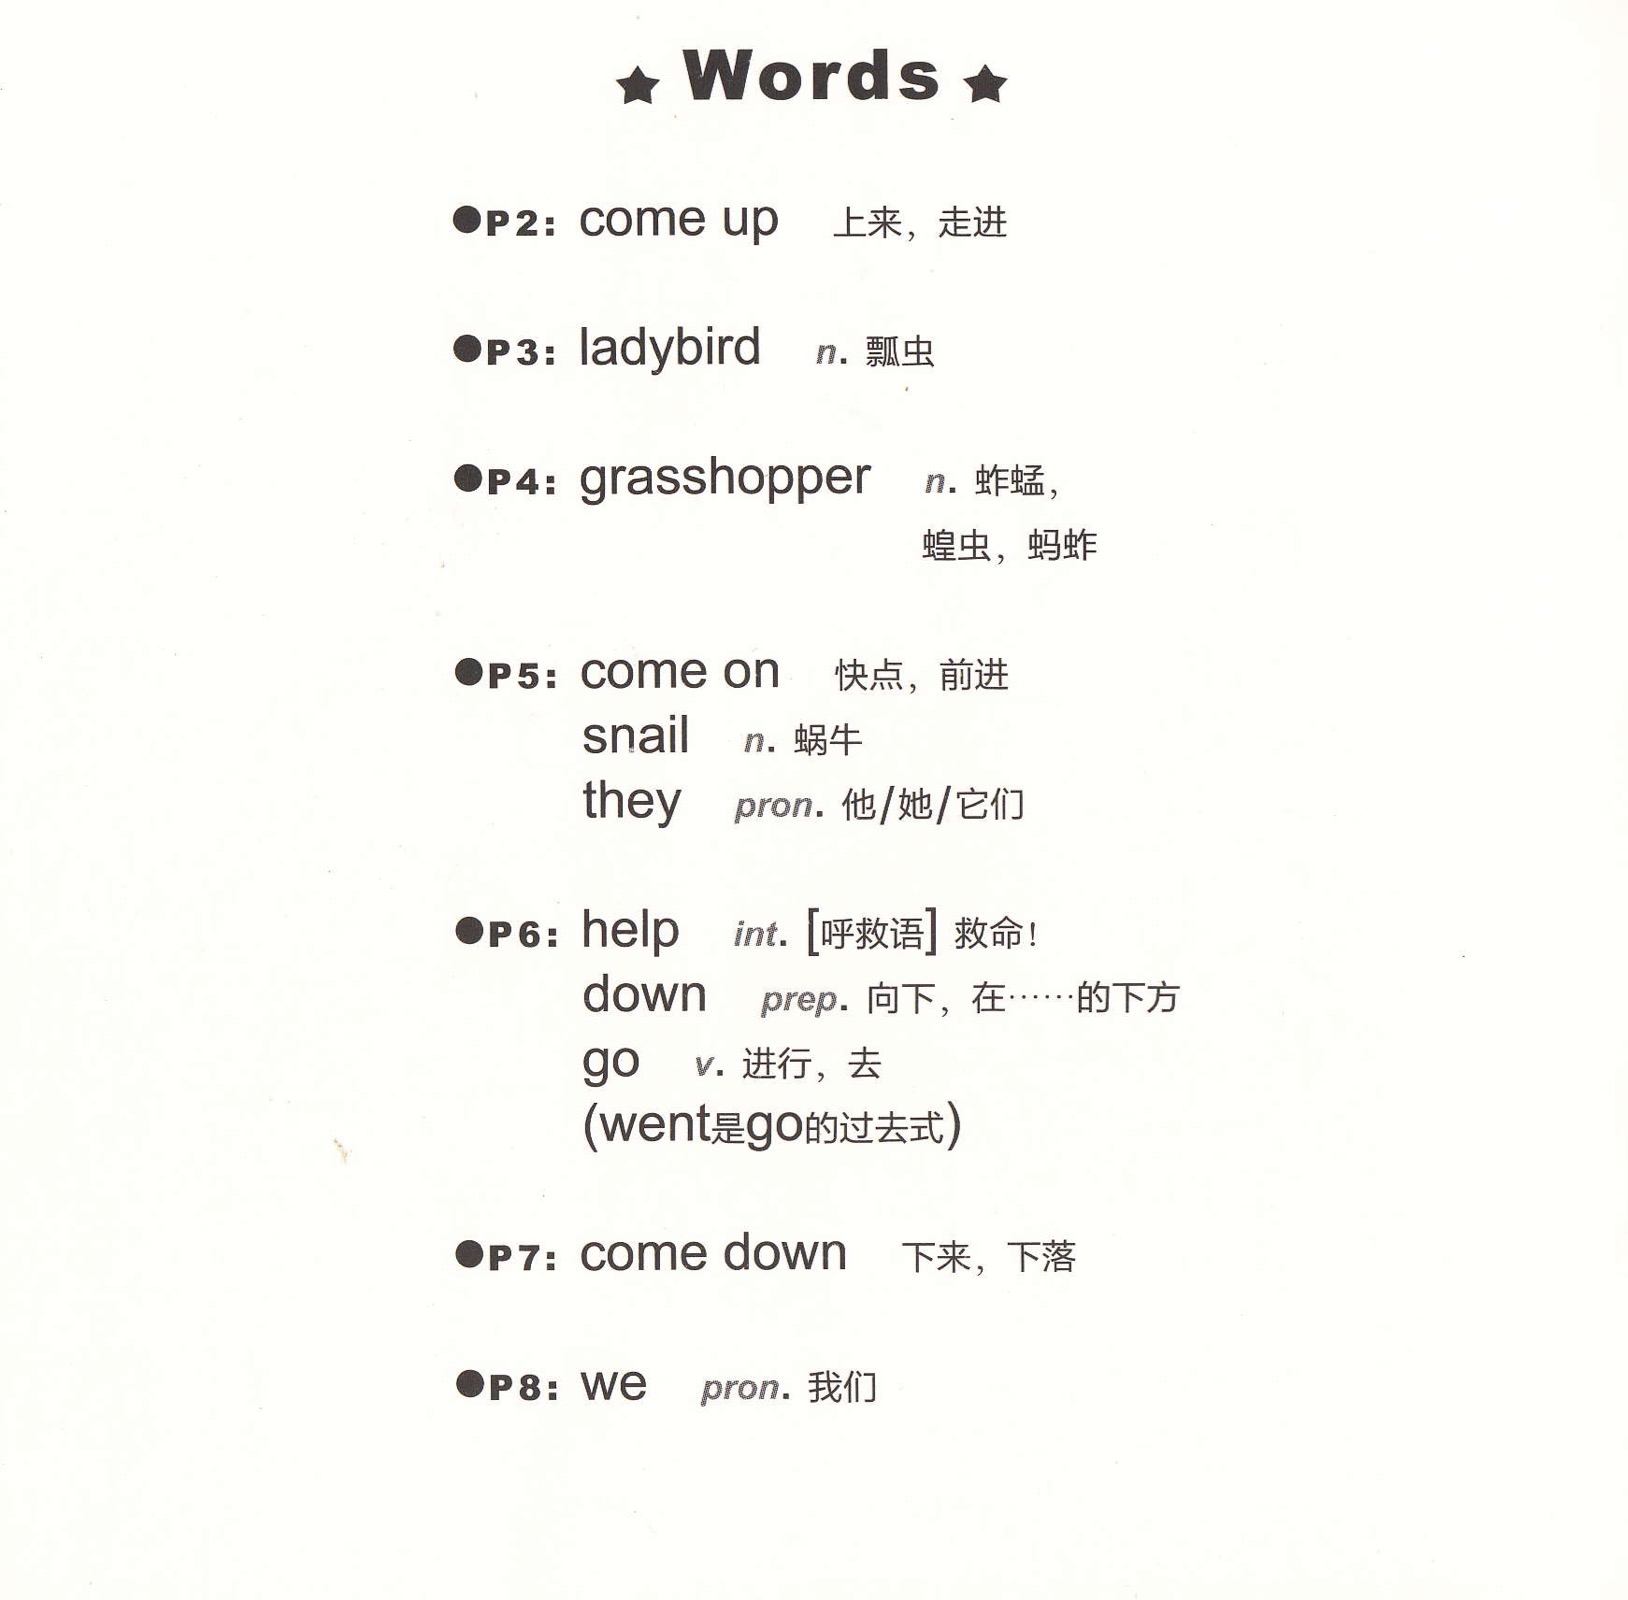 ★ Words ★
●P2: come up 上来，走进
●P3: ladybird n. 瓢虫
●P4: grasshopper n. 蚱蜢，
蝗虫，蚂蚱
●P5: come on 快点，前进
snail n. 蜗牛
they pron. 他/她/它们
●P6: help int. [呼救语] 救命！
down prep. 向下，在……的下方
go v. 进行，去
(went是go的过去式)
●P7: come down 下来，下落
●P8: we pron. 我们